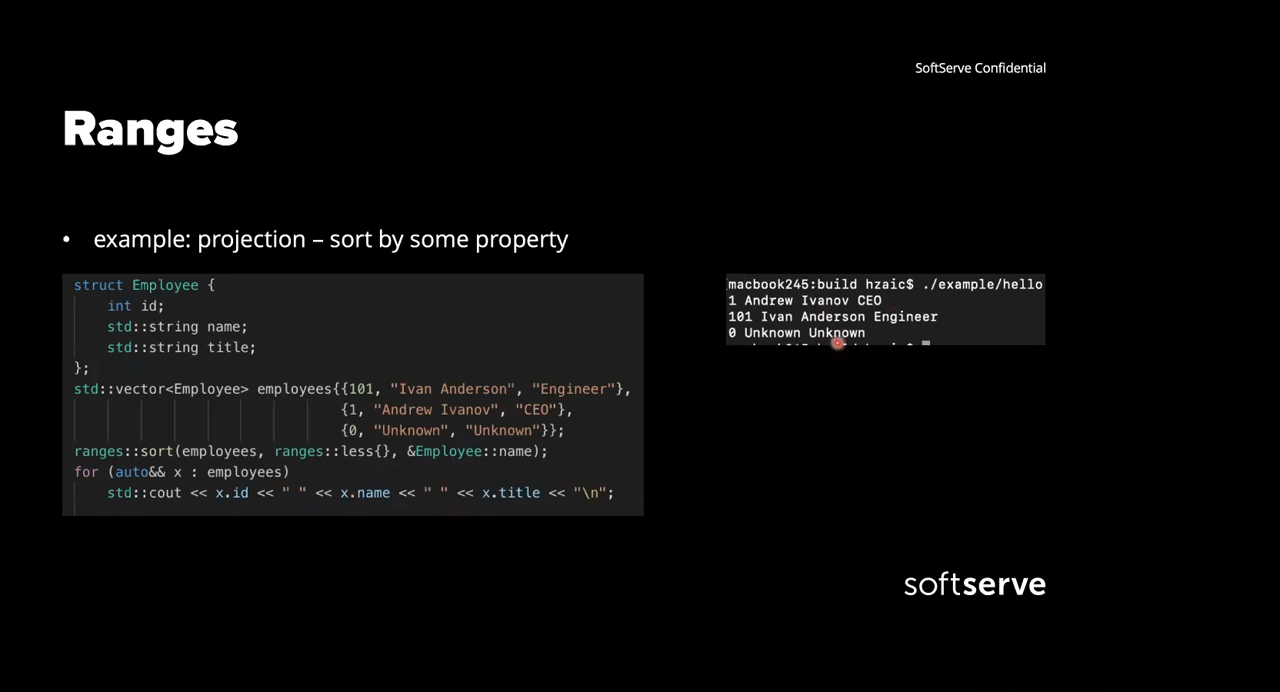 SoftServe Confidential
Ranges
• example: projection – sort by some property
struct Employee {
    int id;
    std::string name;
    std::string title;
};
std::vector<Employee> employees{{101, "Ivan Anderson", "Engineer"},
                                {1, "Andrew Ivanov", "CEO"},
                                {0, "Unknown", "Unknown"}};
ranges::sort(employees, ranges::less{}, &Employee::name);
for (auto&& x : employees)
    std::cout << x.id << " " << x.name << " " << x.title << "\n";
macbook245:build hzaic$ ./example/hello
1 Andrew Ivanov CEO
101 Ivan Anderson Engineer
0 Unknown Unknown
softserve